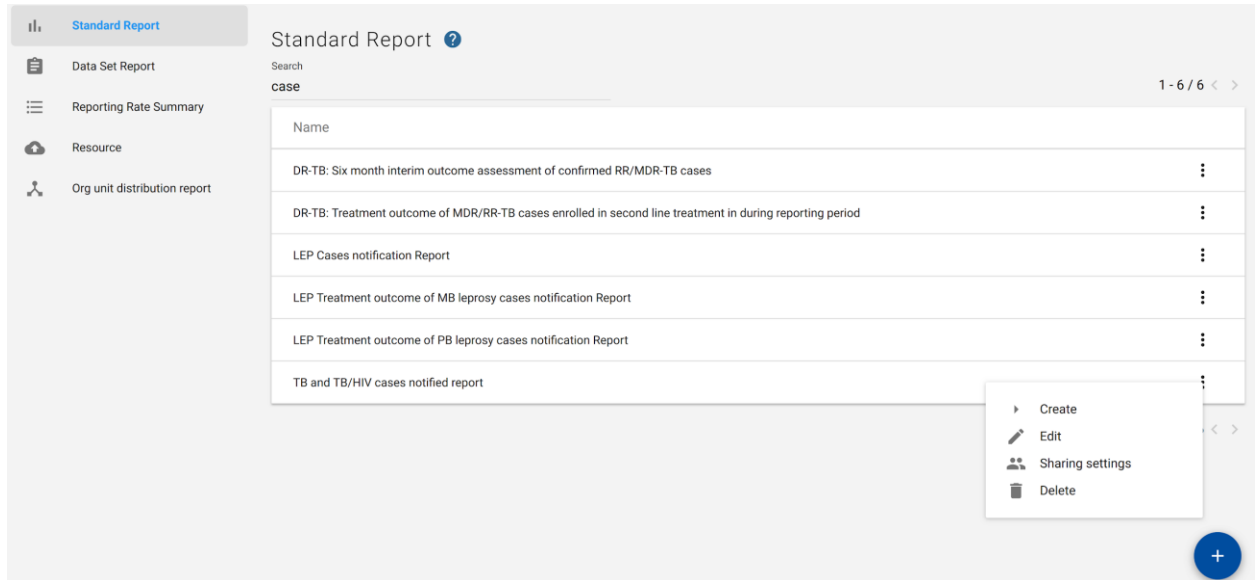 Standard Report
Data Set Report
Reporting Rate Summary
Resource
Org unit distribution report
Standard Report ?
Search
case
1 - 6 / 6 < >
Name
DR-TB: Six month interim outcome assessment of confirmed RR/MDR-TB cases
DR-TB: Treatment outcome of MDR/RR-TB cases enrolled in second line treatment in during reporting period
LEP Cases notification Report
LEP Treatment outcome of MB leprosy cases notification Report
LEP Treatment outcome of PB leprosy cases notification Report
TB and TB/HIV cases notified report
Create
Edit
Sharing settings
Delete
< >
+